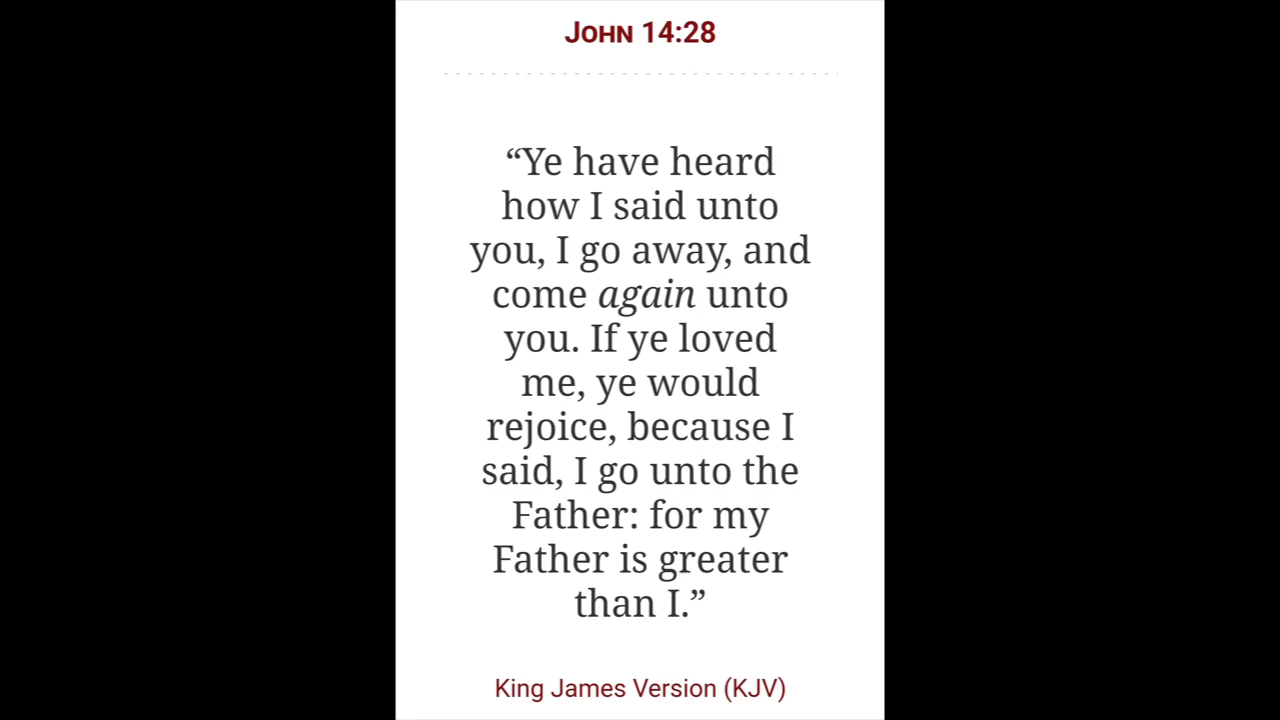 John 14:28
“Ye have heard
how I said unto
you, I go away, and
come again unto
you. If ye loved
me, ye would
rejoice, because I
said, I go unto the
Father: for my
Father is greater
than I.”
King James Version (KJV)